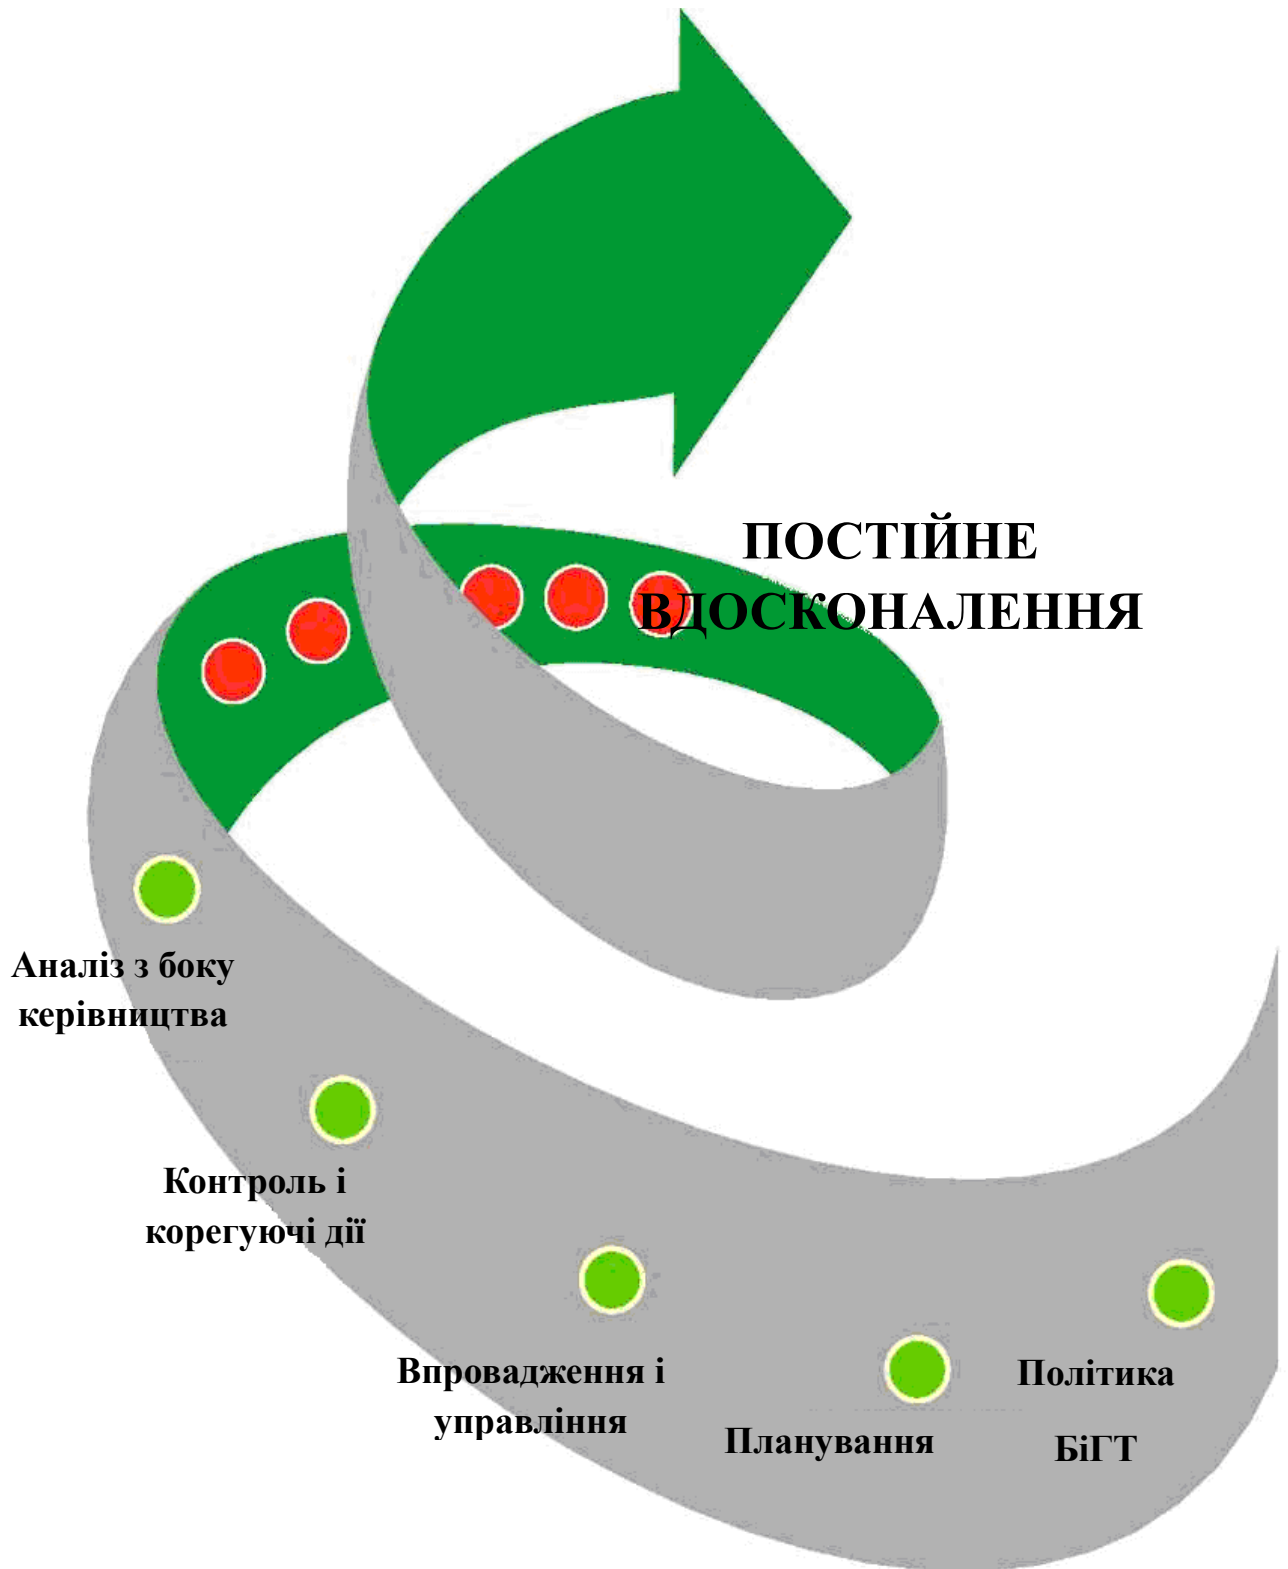 ПОСТІЙНЕ
ВДОСКОНАЛЕННЯ
Аналіз з боку
керівництва
Контроль і
корегуючі дії
Впровадження і
управління
Планування
Політика
БіГТ